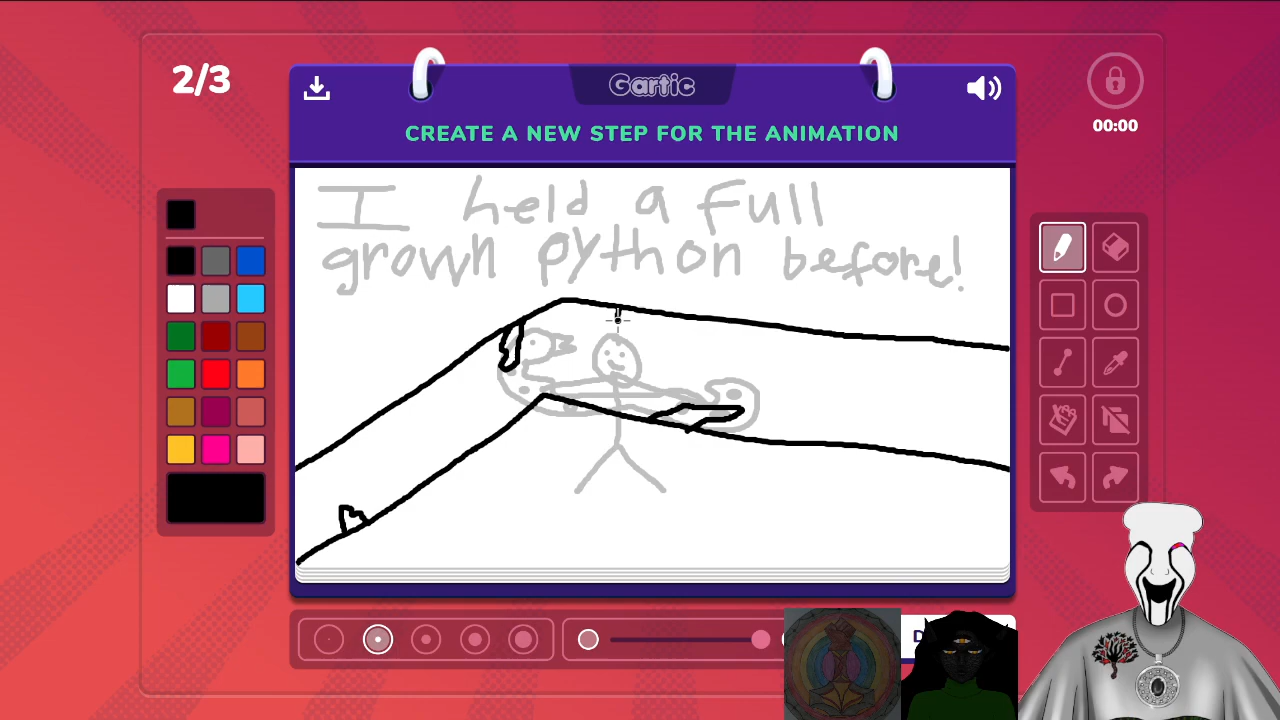 2/3
Gartic
00:00
CREATE A NEW STEP FOR THE ANIMATION
I held a full
grown python before!
D